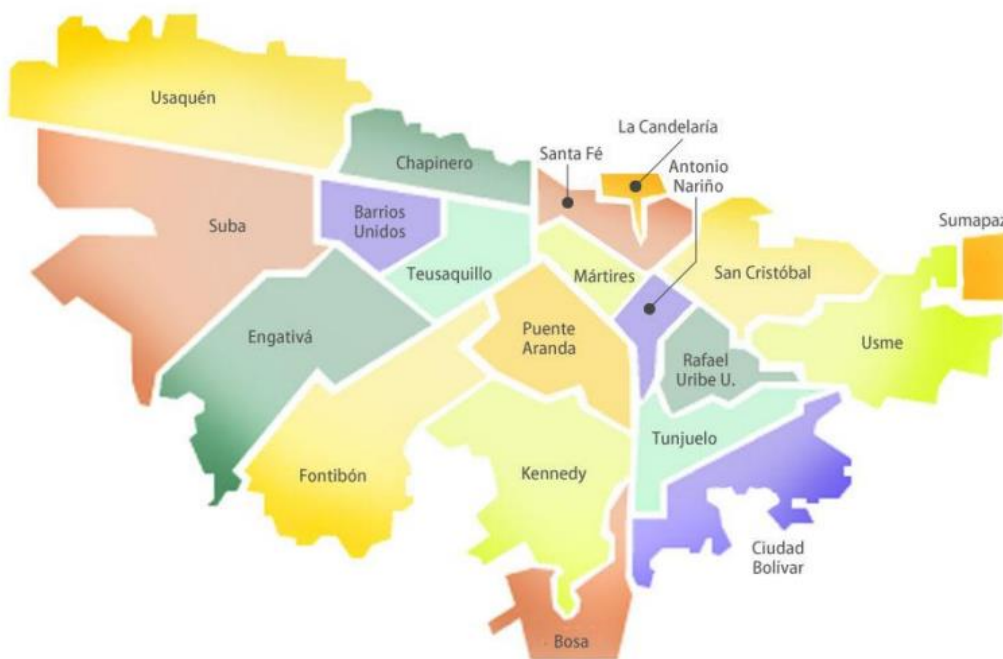 Usaquén
La Candelaría
Santa Fé
Antonio
Nariño
Chapinero
Sumapaz
Suba
Barrios
Unidos
Teusaquillo
Mártires
San Cristóbal
Engativá
Puente
Aranda
Usme
Rafael
Uribe U.
Tunjuelo
Fontibón
Kennedy
Ciudad
Bolívar
Bosa